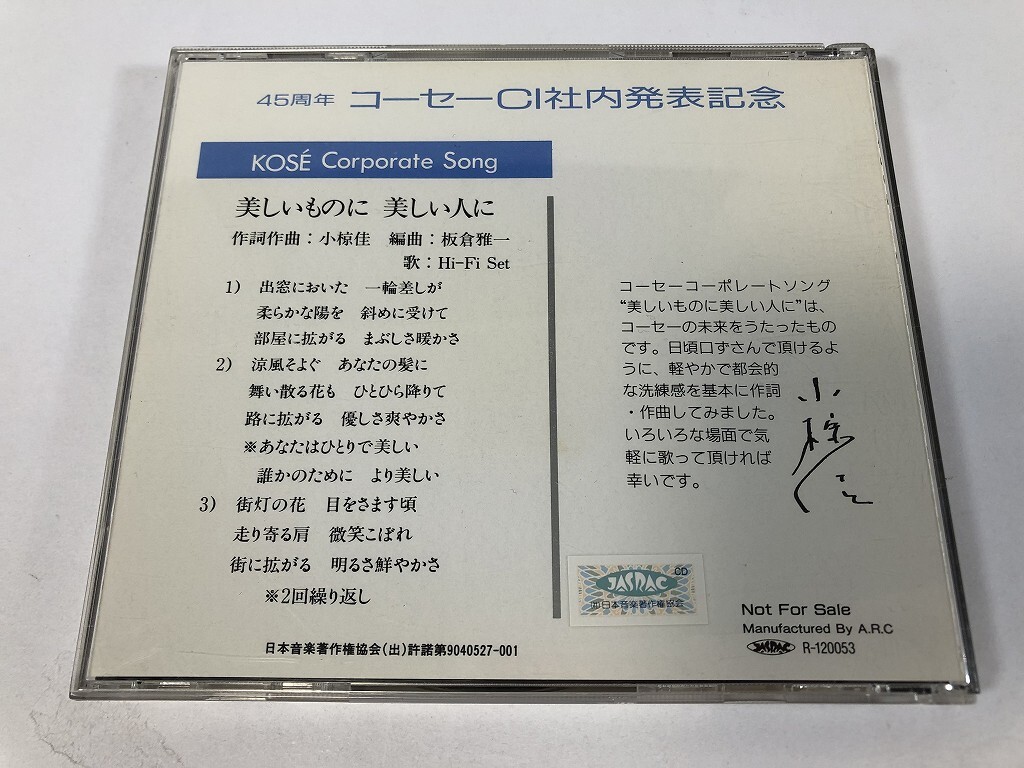 45周年 コーセーCI社内発表記念
KOSÉ Corporate Song
美しいものに 美しい人に
作詞作曲：小椋佳 編曲：板倉雅一
歌：Hi-Fi Set
1) 出窓においた 一輪差しが
柔らかな陽を 斜めに受けて
部屋に拡がる まぶしさ暖かさ
2) 涼風そよぐ あなたの髪に
舞い散る花も ひとひら降りて
路に拡がる 優しさ爽やかさ
※あなたはひとりで美しい
誰かのために より美しい
3) 街灯の花 目をさます頃
走り寄る肩 微笑こぼれ
街に拡がる 明るさ鮮やかさ
※2回繰り返し
日本音楽著作権協会(出)許諾第9040527-001
コーセーコーポレートソング
“美しいものに美しい人に”は、
コーセーの未来をうたったもの
です。日頃口ずさんで頂けるよ
うに、軽やかで都会的
な洗練感を基本に作詞
・作曲してみました。
いろいろな場面で気
軽に歌って頂ければ
幸いです。
小椋佳
CD
JASRAC
日本音楽著作権協会
Not For Sale
Manufactured By A.R.C
JASRAC R-120053